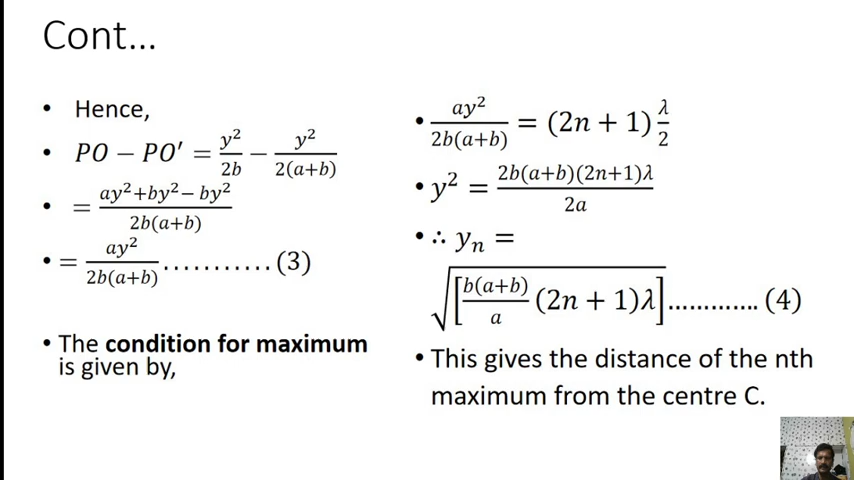 Cont...
• Hence,
• PO − PO′ = y²/2b − y²/2(a+b)
• = ay²+by²− by²/2b(a+b)
• = ay²/2b(a+b) ........... (3)
• The condition for maximum
is given by,
• ay²/2b(a+b) = (2n + 1) λ/2
• y² = 2b(a+b)(2n+1)λ/2a
• ∴ yₙ =
√[b(a+b)/a (2n + 1)λ]............. (4)
• This gives the distance of the nth
maximum from the centre C.